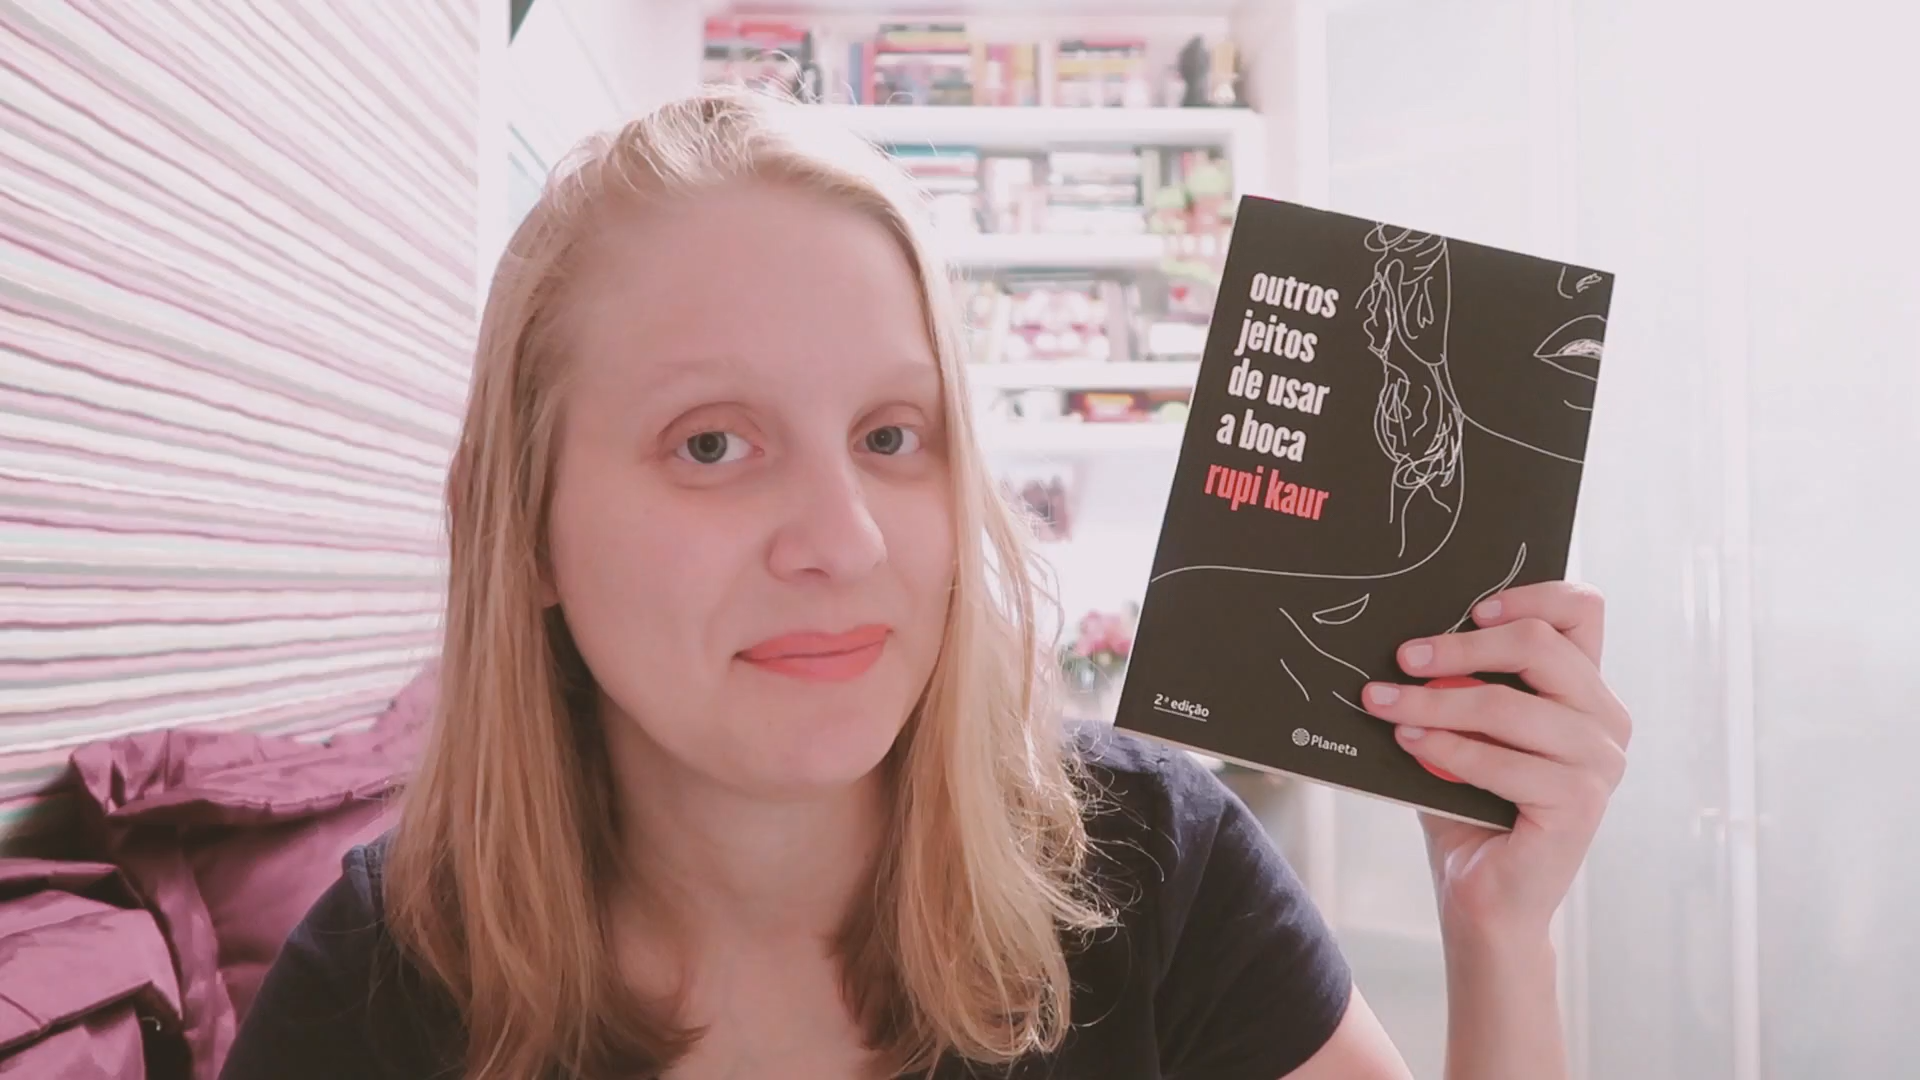 outros
jeitos
de usar
a boca
rupi kaur
2ª edição
Planeta